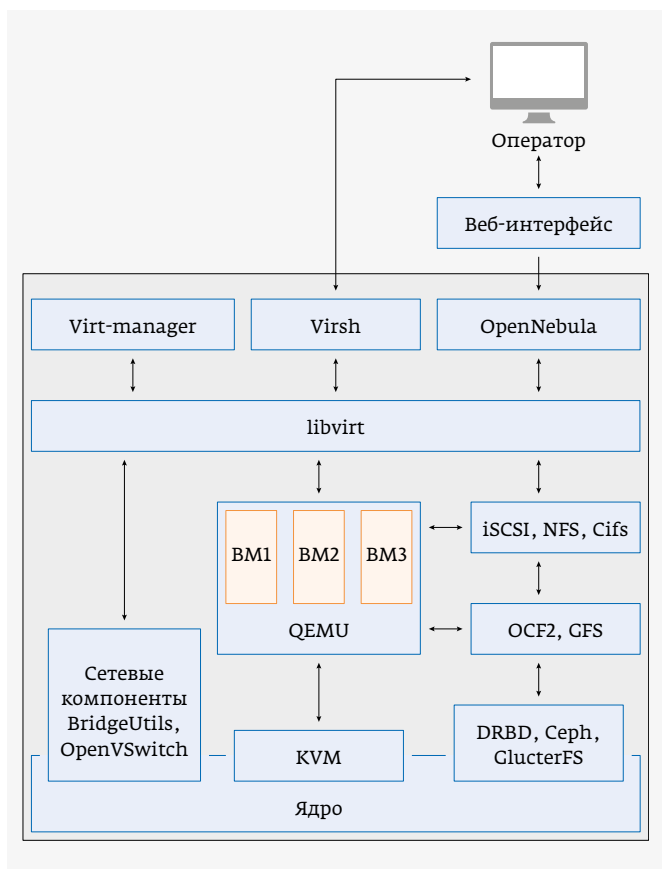 Оператор
Веб-интерфейс
Virt-manager
Virsh
OpenNebula
libvirt
ВМ1
ВМ2
ВМ3
QEMU
iSCSI, NFS, Cifs
OCF2, GFS
Сетевые
компоненты
BridgeUtils,
OpenVSwitch
KVM
DRBD, Ceph,
GlucterFS
Ядро